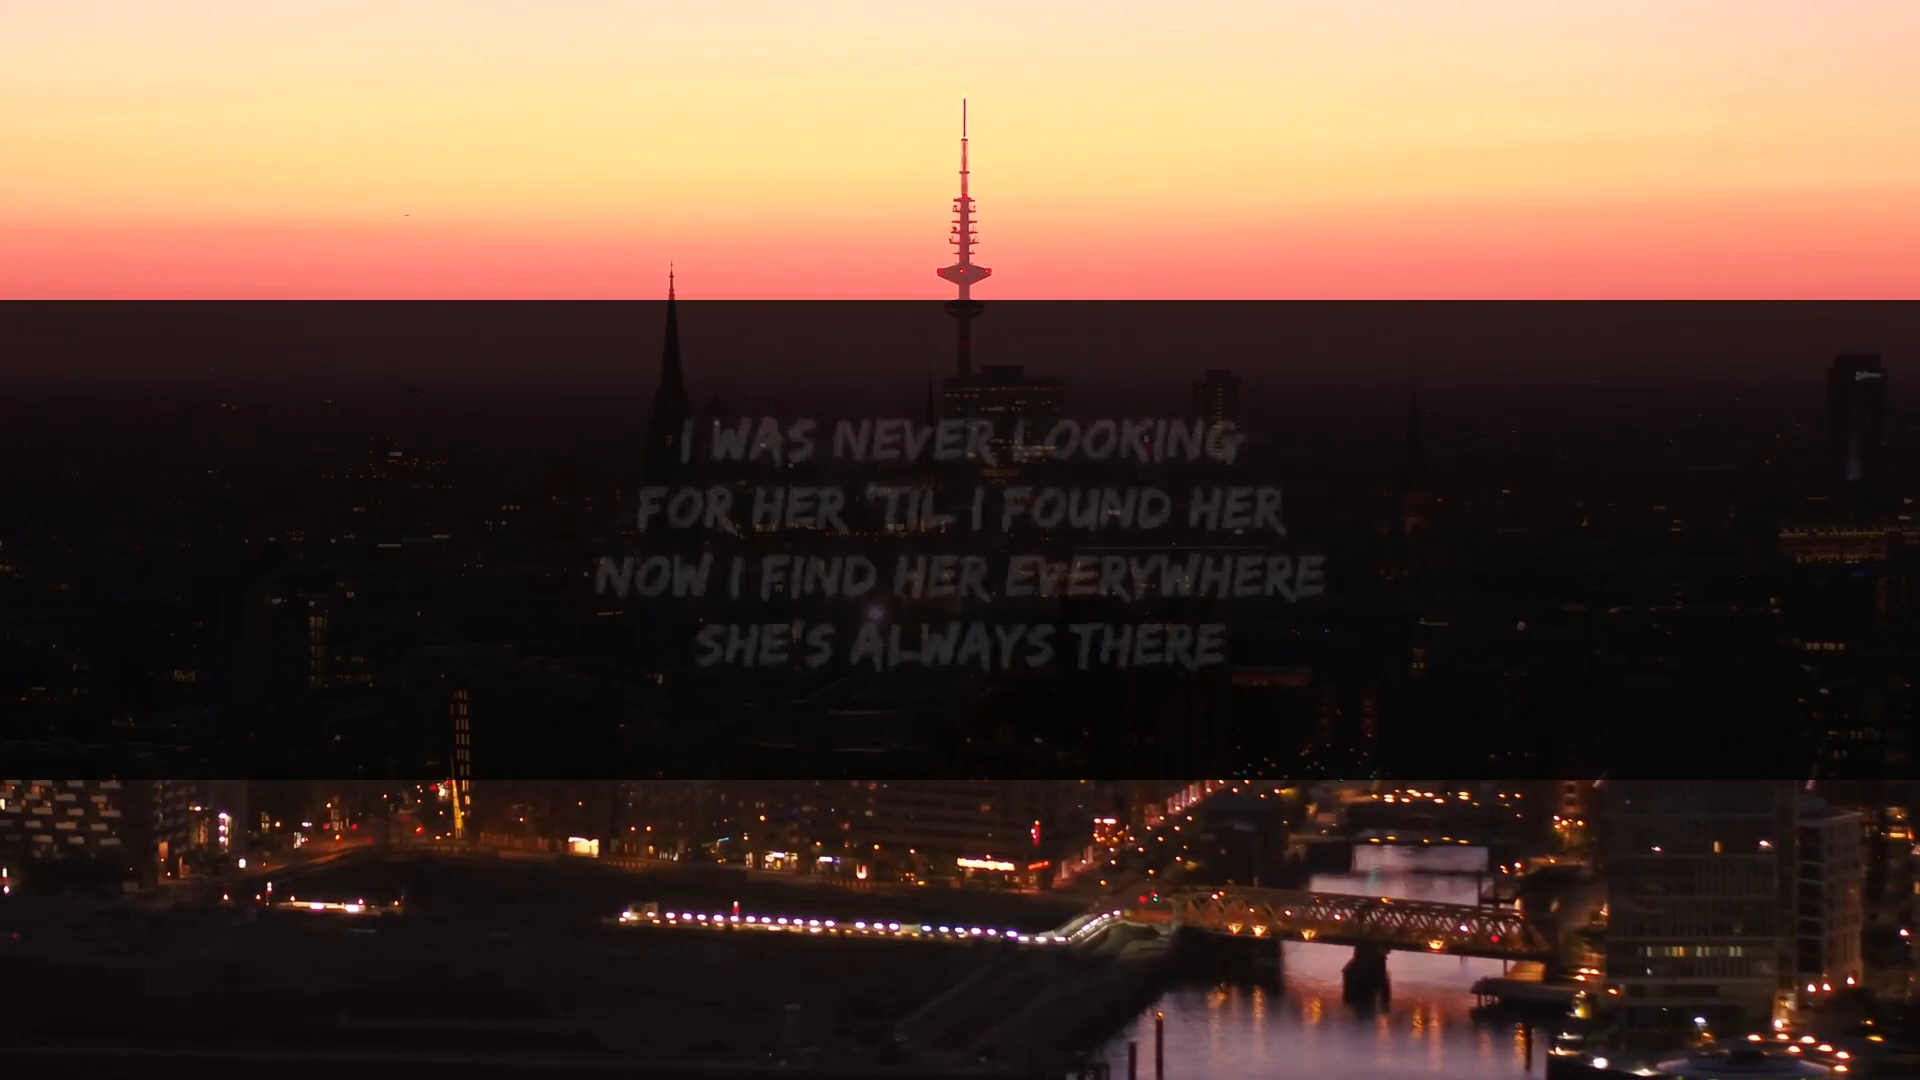 I WAS NEVER LOOKING
FOR HER 'TIL I FOUND HER
NOW I FIND HER EVERYWHERE
SHE'S ALWAYS THERE